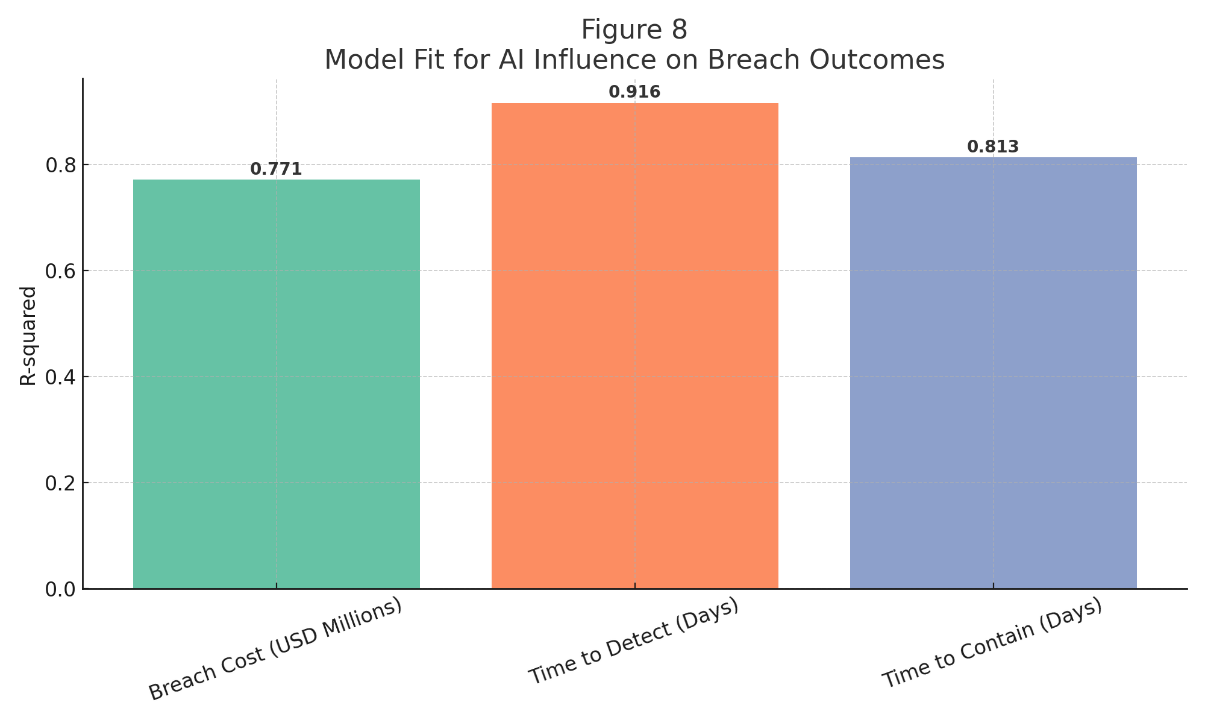 Figure 8
Model Fit for AI Influence on Breach Outcomes
R-squared
0.8
0.6
0.4
0.2
0.0
0.771
0.916
0.813
Breach Cost (USD Millions)
Time to Detect (Days)
Time to Contain (Days)